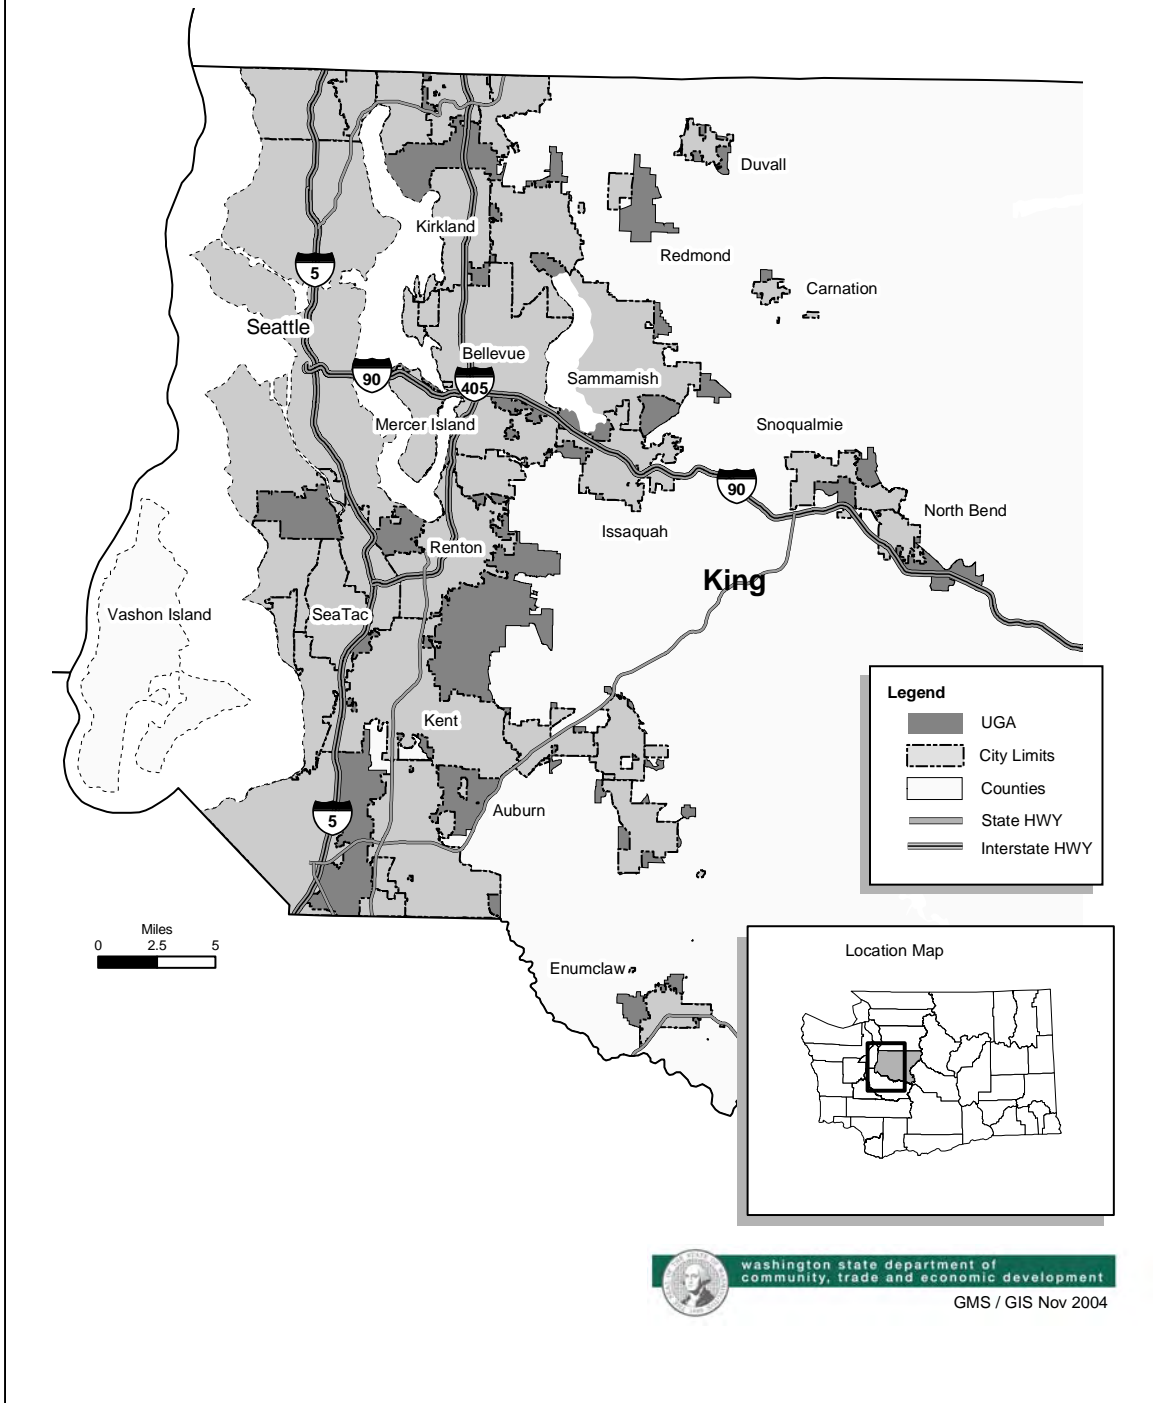 Duvall
Kirkland
Redmond
5
Carnation
Seattle
Bellevue
90
405
Sammamish
Mercer Island
Snoqualmie
90
North Bend
Issaquah
Renton
King
Vashon Island
SeaTac
Legend
Kent
UGA
City Limits
Counties
Auburn
5
State HWY
Interstate HWY
Miles
0 2.5 5
Location Map
Enumclaw
washington state department of
community, trade and economic development
GMS / GIS Nov 2004